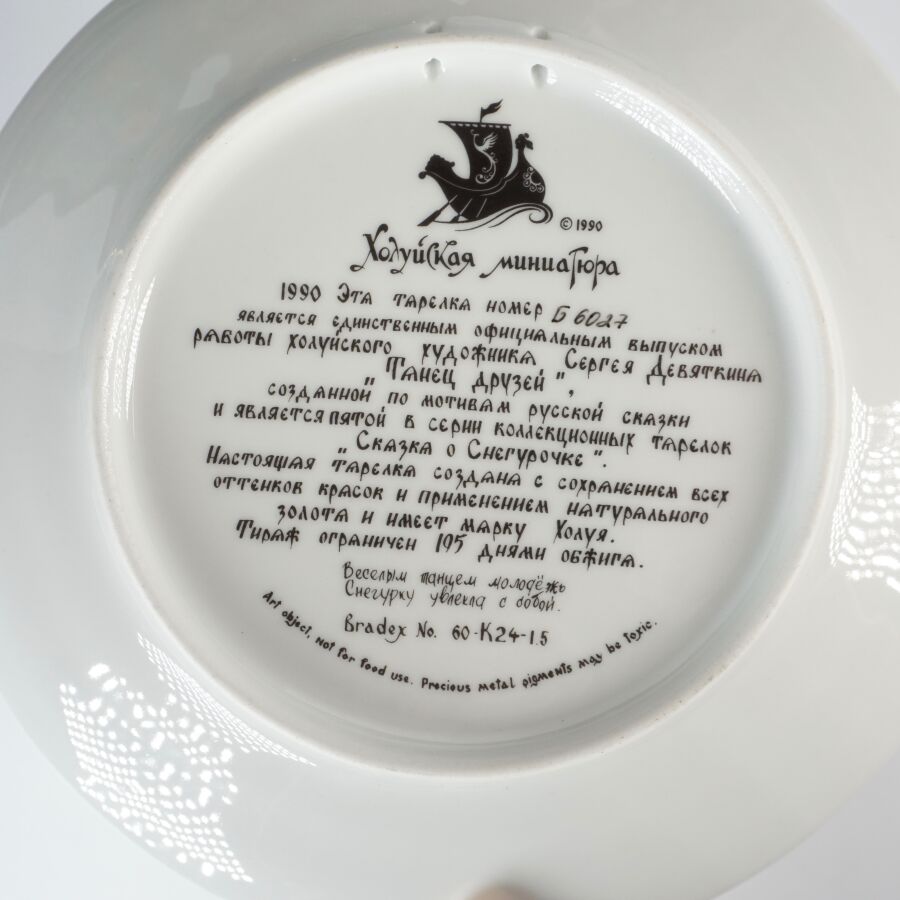 © 1990
Холуйская миниатюра
1990 Эта тарелка номер Б 6027
является единственным официальным выпуском
работы холуйского художника Сергея Девяткина
„Танец друзей",
созданной по мотивам русской сказки
и является пятой в серии коллекционных тарелок
„Сказка о Снегурочке".
Настоящая тарелка создана с сохранением всех
оттенков красок и применением натурального
золота и имеет марку Холуя.
Тираж ограничен 195 днями обжига.
Веселым танцем молодёжь
Снегурку увлекла с собой.
Bradex No. 60-K24-1.5
Art object, not for food use. Precious metal pigments may be toxic.